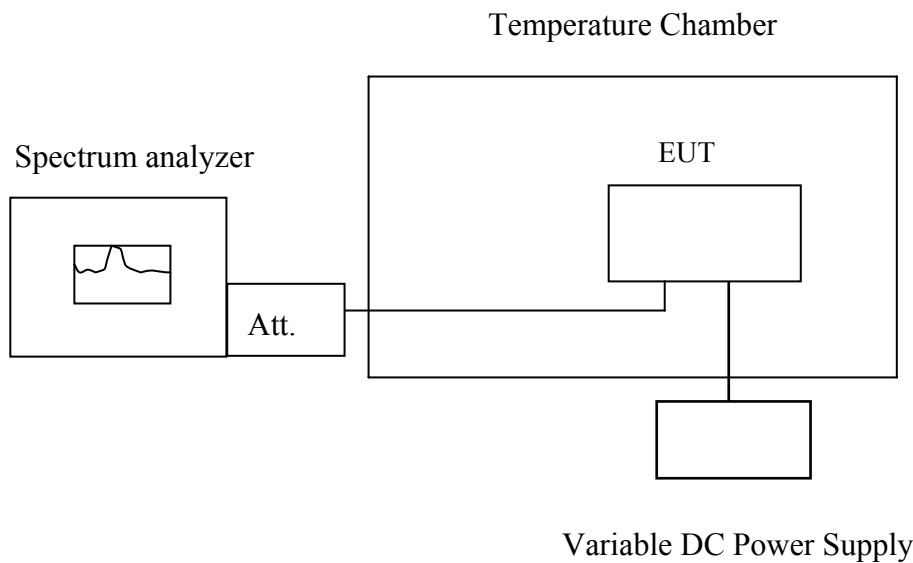 Temperature Chamber
Spectrum analyzer
EUT
Att.
Variable DC Power Supply